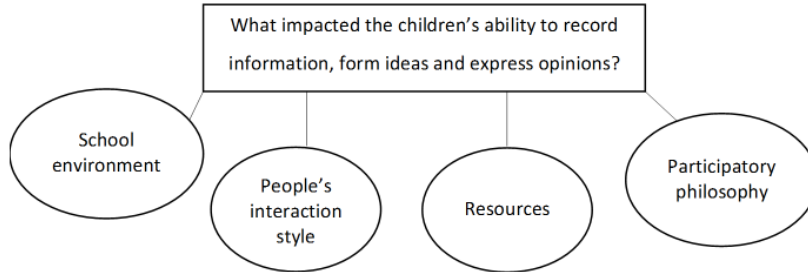 What impacted the children’s ability to record
information, form ideas and express opinions?
School
environment
People’s
interaction
style
Resources
Participatory
philosophy